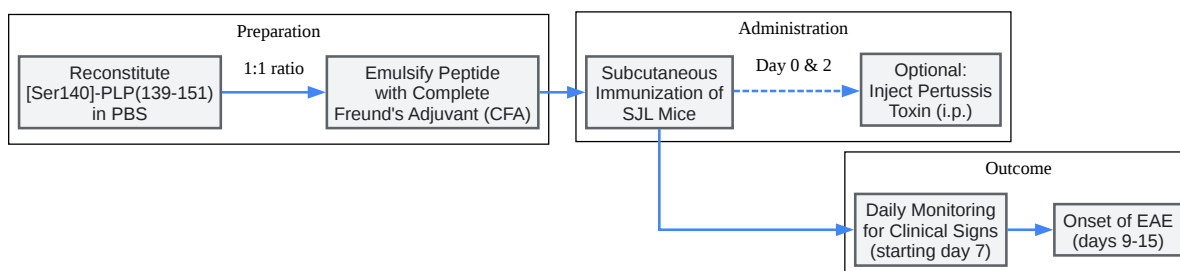 Preparation
Reconstitute
[Ser140]-PLP(139-151)
in PBS
1:1 ratio
Emulsify Peptide
with Complete
Freund's Adjuvant (CFA)
Administration
Subcutaneous
Immunization of
SJL Mice
Day 0 & 2
Optional:
Inject Pertussis
Toxin (i.p.)
Outcome
Daily Monitoring
for Clinical Signs
(starting day 7)
Onset of EAE
(days 9-15)